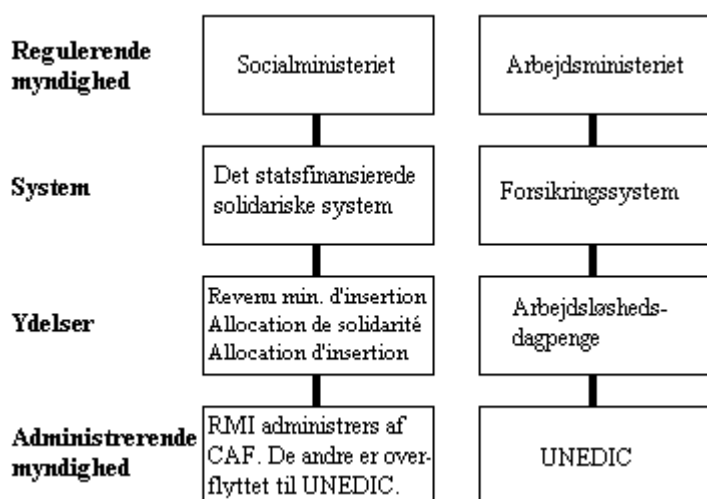 Regulerende
myndighed
Socialministeriet
Arbejdsministeriet
System
Det statsfinansierede
solidariske system
Forsikringssystem
Ydelser
Revenu min. d'insertion
Allocation de solidarité
Allocation d'insertion
Arbejdsløsheds-
dagpenge
Administrerende
myndighed
RMI administrers af
CAF. De andre er over-
flyttet til UNEDIC.
UNEDIC